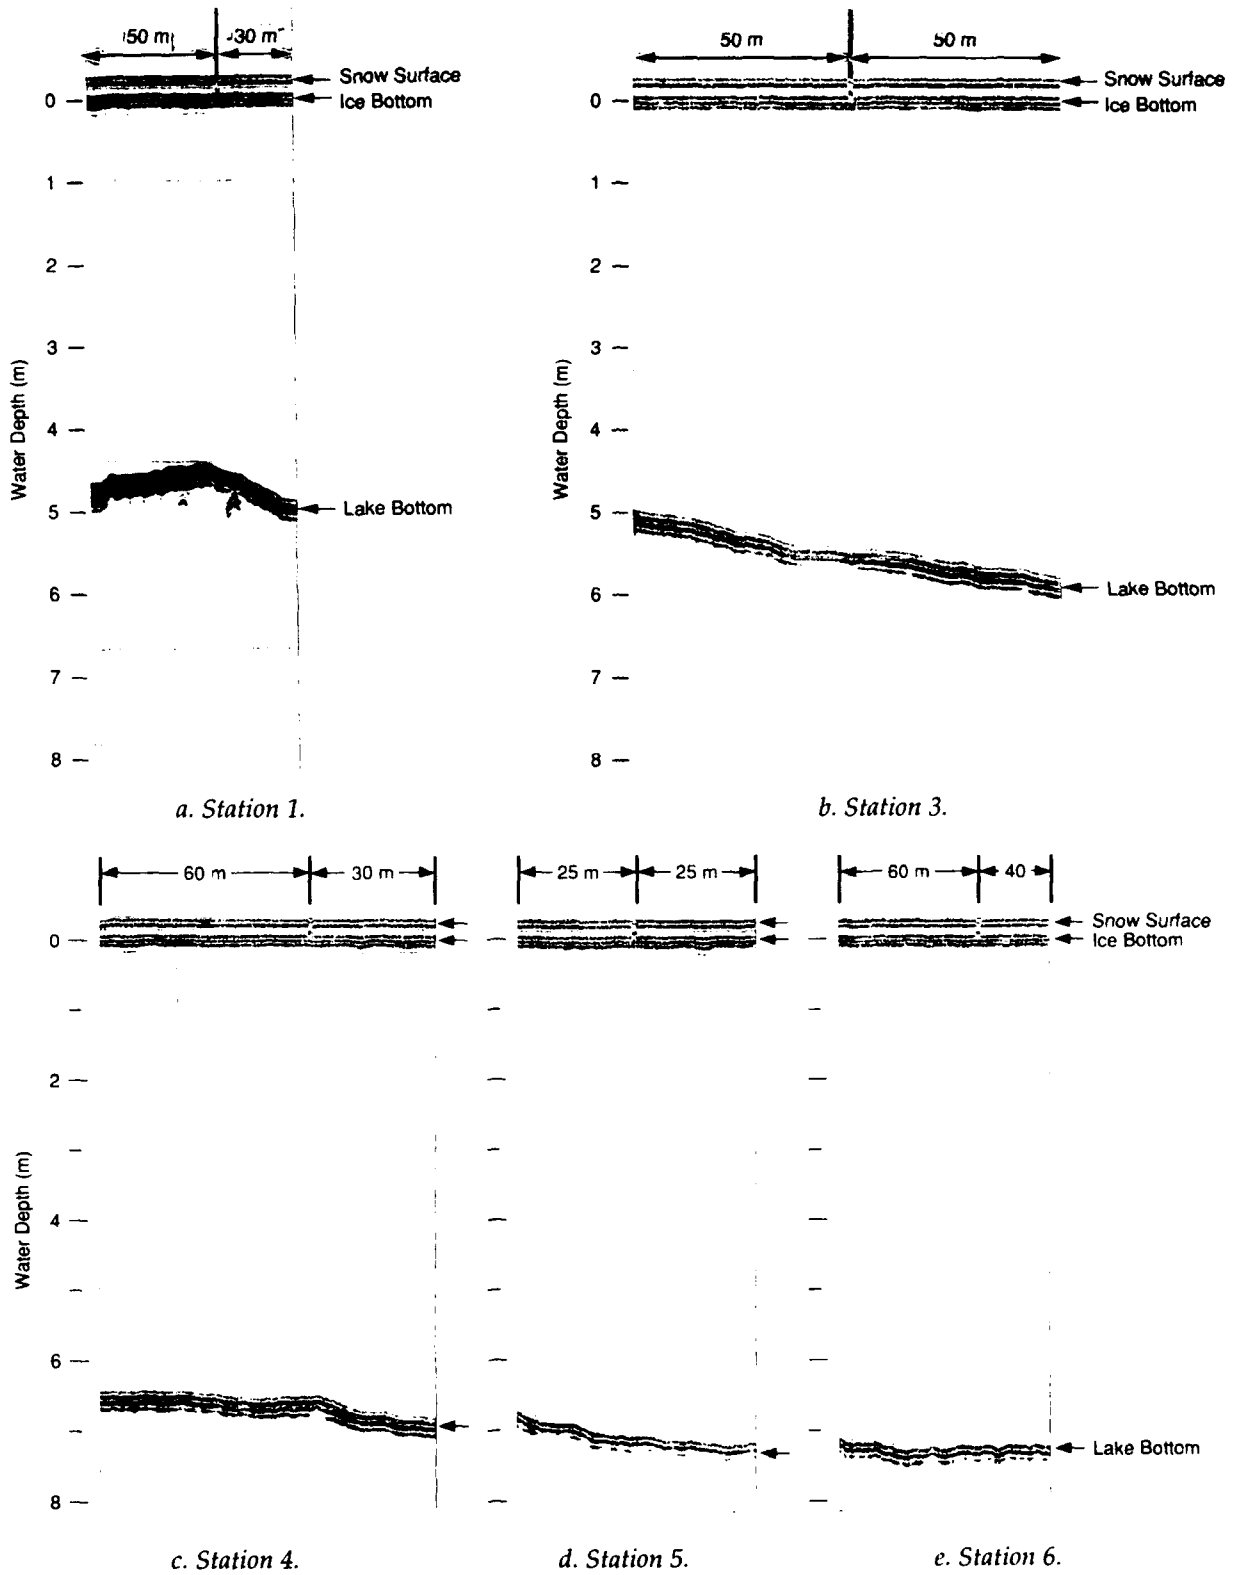 50 m 30 m
Snow Surface
0 Ice Bottom
1
2
3
4
5 Lake Bottom
6
7
8
Water Depth (m)
a. Station 1.
50 m 50 m
Snow Surface
0 Ice Bottom
1
2
3
4
5
6 Lake Bottom
7
8
Water Depth (m)
b. Station 3.
60 m 30 m
0
2
4
6
8
Water Depth (m)
c. Station 4.
25 m 25 m
d. Station 5.
60 m 40
Snow Surface
Ice Bottom
Lake Bottom
e. Station 6.